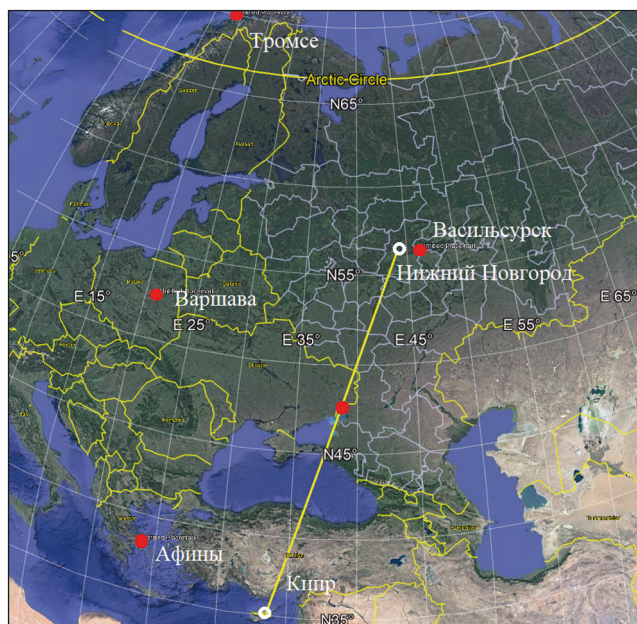 Тромсе
Arctic Circle
N65°
Васильсурск
N55°
Нижний Новгород
E 15°
Варшава
E 65°
E 25°
E 35°
E 45°
E 55°
N45°
Афины
Кипр
N35°